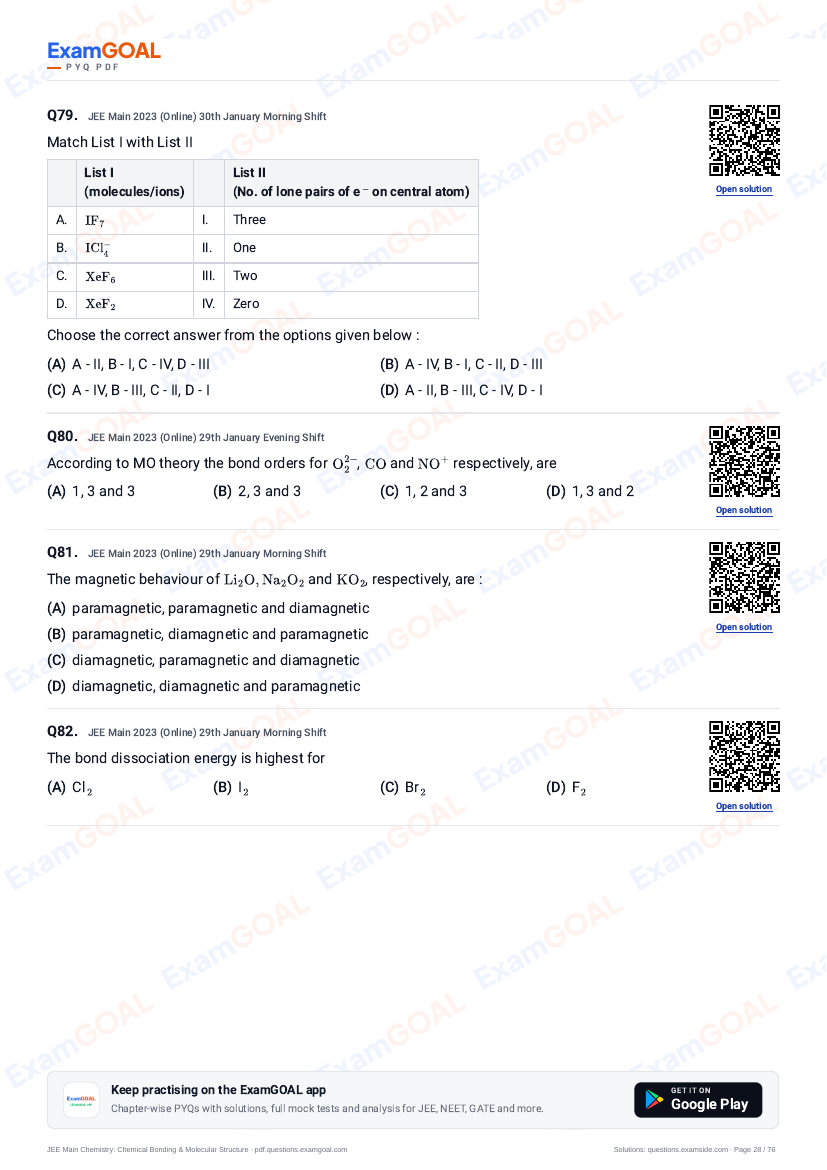 ExamGOAL
PYQ PDF
Q79. JEE Main 2023 (Online) 30th January Morning Shift
Open solution
Match List I with List II
List I (molecules/ions) List II (No. of lone pairs of e⁻ on central atom)
A. IF₇ I. Three
B. ICl₄⁻ II. One
C. XeF₆ III. Two
D. XeF₂ IV. Zero
Choose the correct answer from the options given below :
(A) A - II, B - I, C - IV, D - III (B) A - IV, B - I, C - II, D - III
(C) A - IV, B - III, C - II, D - I (D) A - II, B - III, C - IV, D - I
Q80. JEE Main 2023 (Online) 29th January Evening Shift
According to MO theory the bond orders for O₂²⁻, CO and NO⁺ respectively, are
(A) 1, 3 and 3 (B) 2, 3 and 3 (C) 1, 2 and 3 (D) 1, 3 and 2
Open solution
Q81. JEE Main 2023 (Online) 29th January Morning Shift
The magnetic behaviour of Li₂O, Na₂O₂ and KO₂, respectively, are :
(A) paramagnetic, paramagnetic and diamagnetic
Open solution
(B) paramagnetic, diamagnetic and paramagnetic
(C) diamagnetic, paramagnetic and diamagnetic
(D) diamagnetic, diamagnetic and paramagnetic
Q82. JEE Main 2023 (Online) 29th January Morning Shift
The bond dissociation energy is highest for
(A) Cl₂ (B) I₂ (C) Br₂ (D) F₂
Open solution
Keep practising on the ExamGOAL app
Chapter-wise PYQs with solutions, full mock tests and analysis for JEE, NEET, GATE and more.
GET IT ON
Google Play
JEE Main Chemistry: Chemical Bonding & Molecular Structure · pdf.questions.examgoal.com Solutions: questions.examside.com · Page 28 / 76